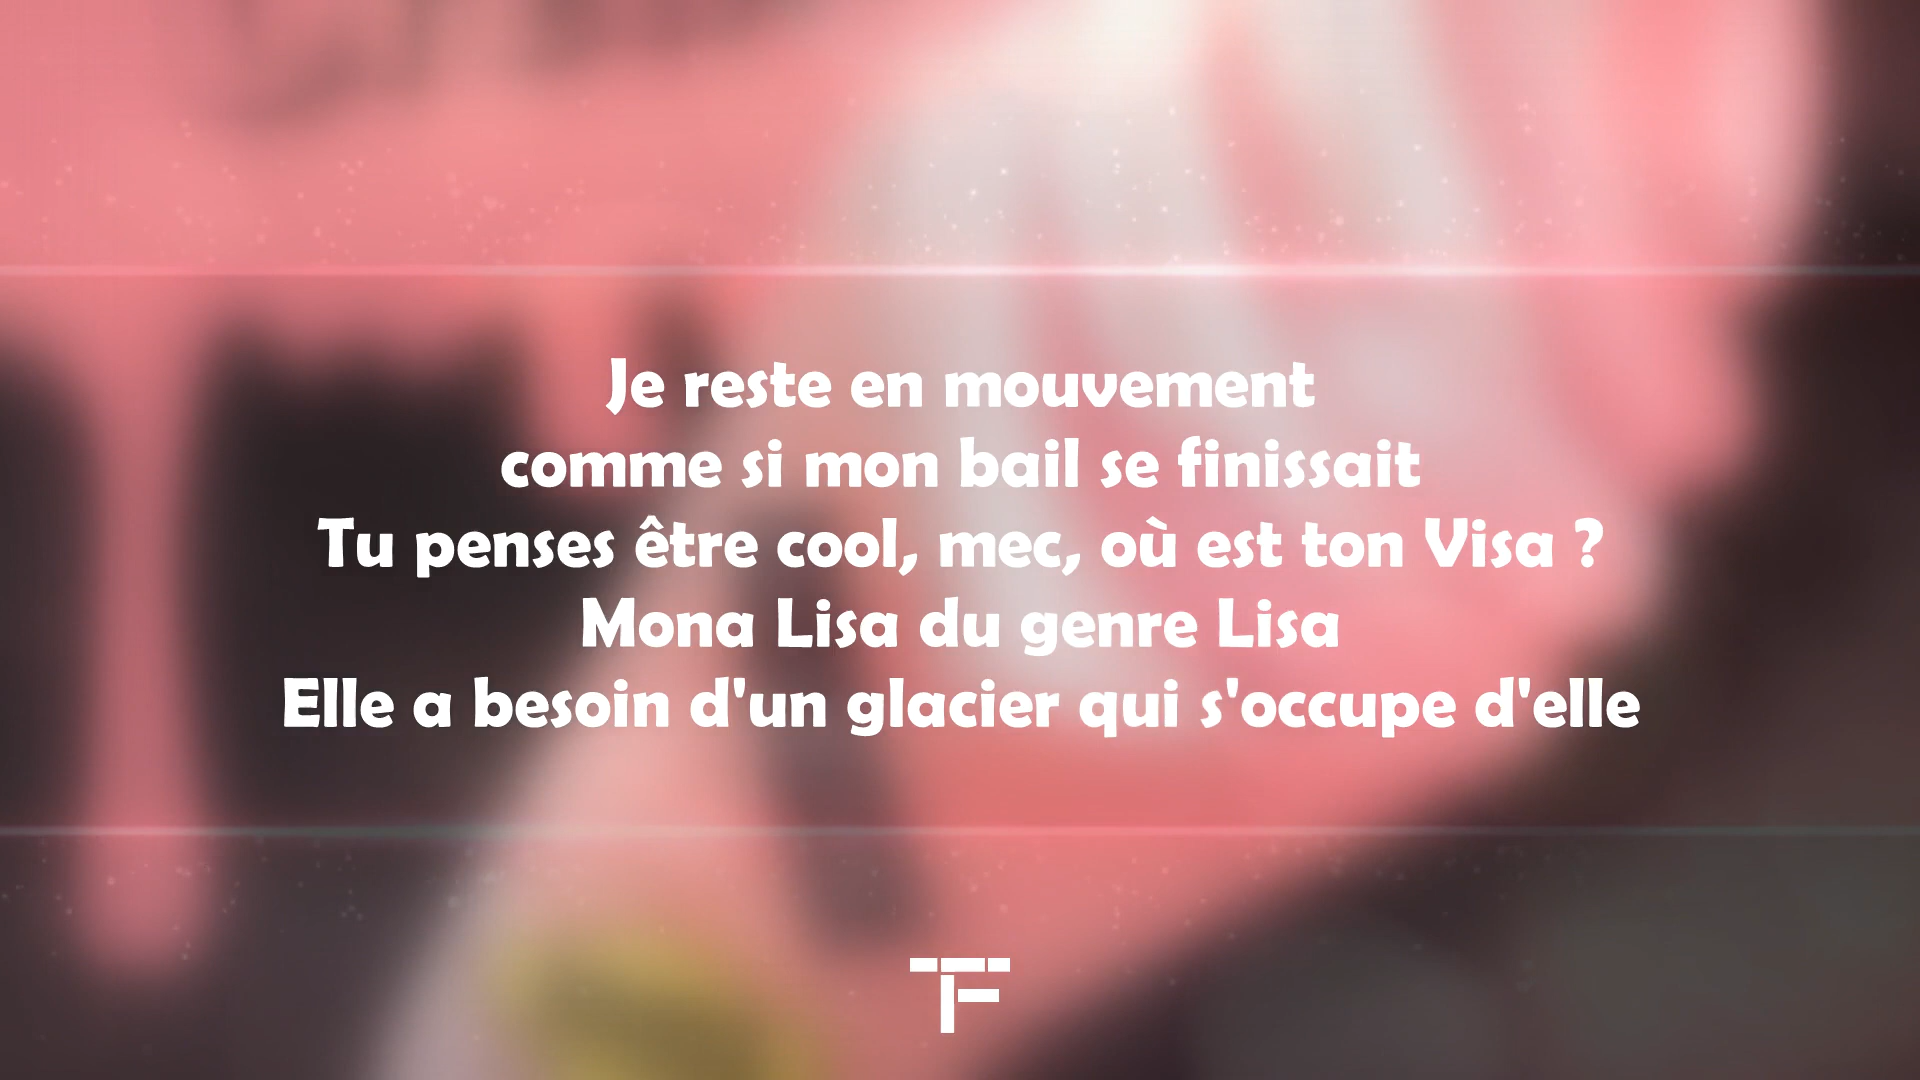 Je reste en mouvement
comme si mon bail se finissait
Tu penses être cool, mec, où est ton Visa ?
Mona Lisa du genre Lisa
Elle a besoin d'un glacier qui s'occupe d'elle
TF